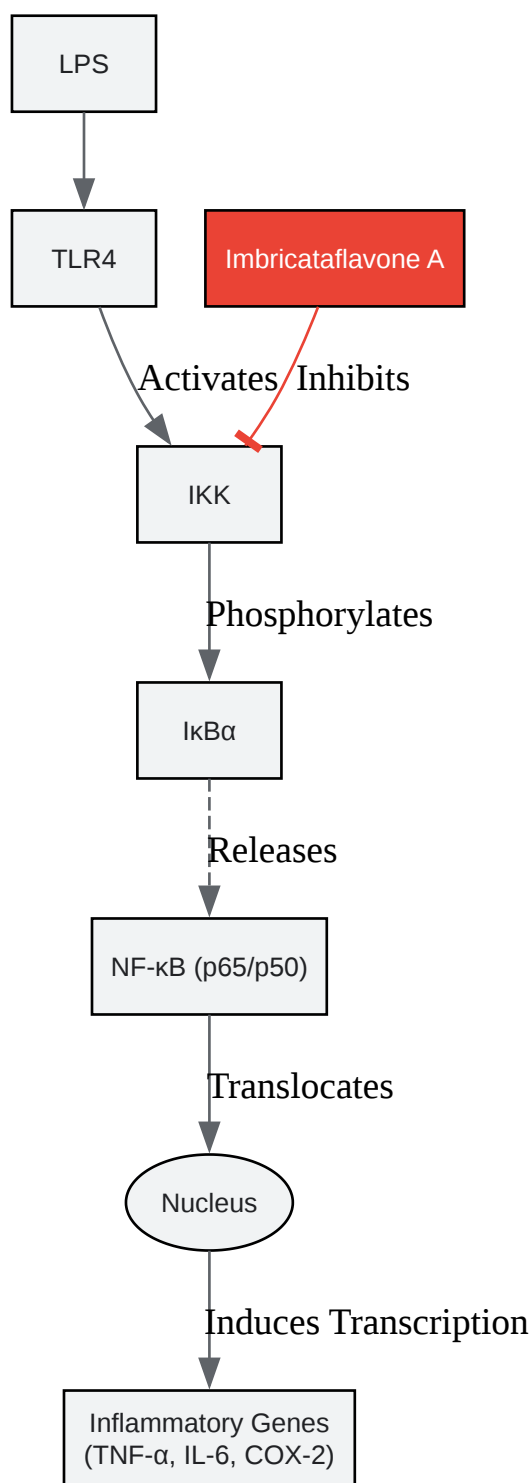 LPS
TLR4
Imbricataflavone A
Activates
Inhibits
IKK
Phosphorylates
IκBα
Releases
NF-κB (p65/p50)
Translocates
Nucleus
Induces Transcription
Inflammatory Genes
(TNF-α, IL-6, COX-2)